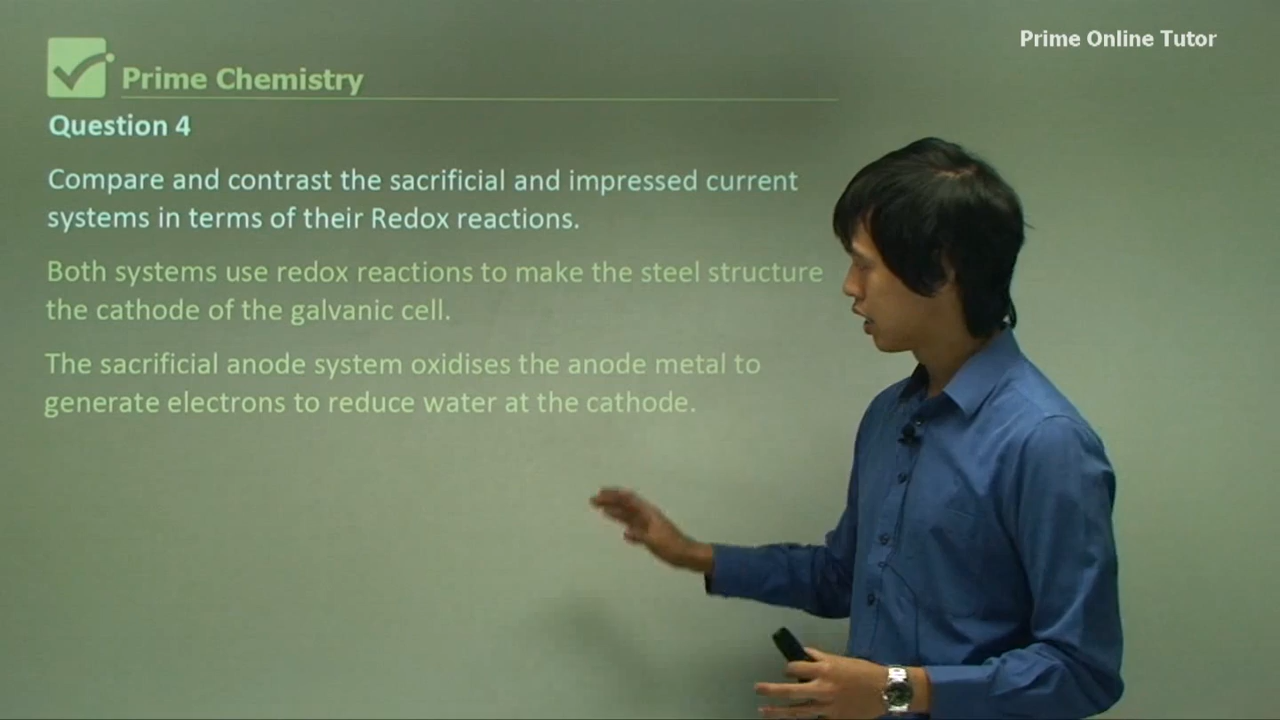 Prime Online Tutor
Prime Chemistry
Question 4
Compare and contrast the sacrificial and impressed current
systems in terms of their Redox reactions.
Both systems use redox reactions to make the steel structure
the cathode of the galvanic cell.
The sacrificial anode system oxidises the anode metal to
generate electrons to reduce water at the cathode.